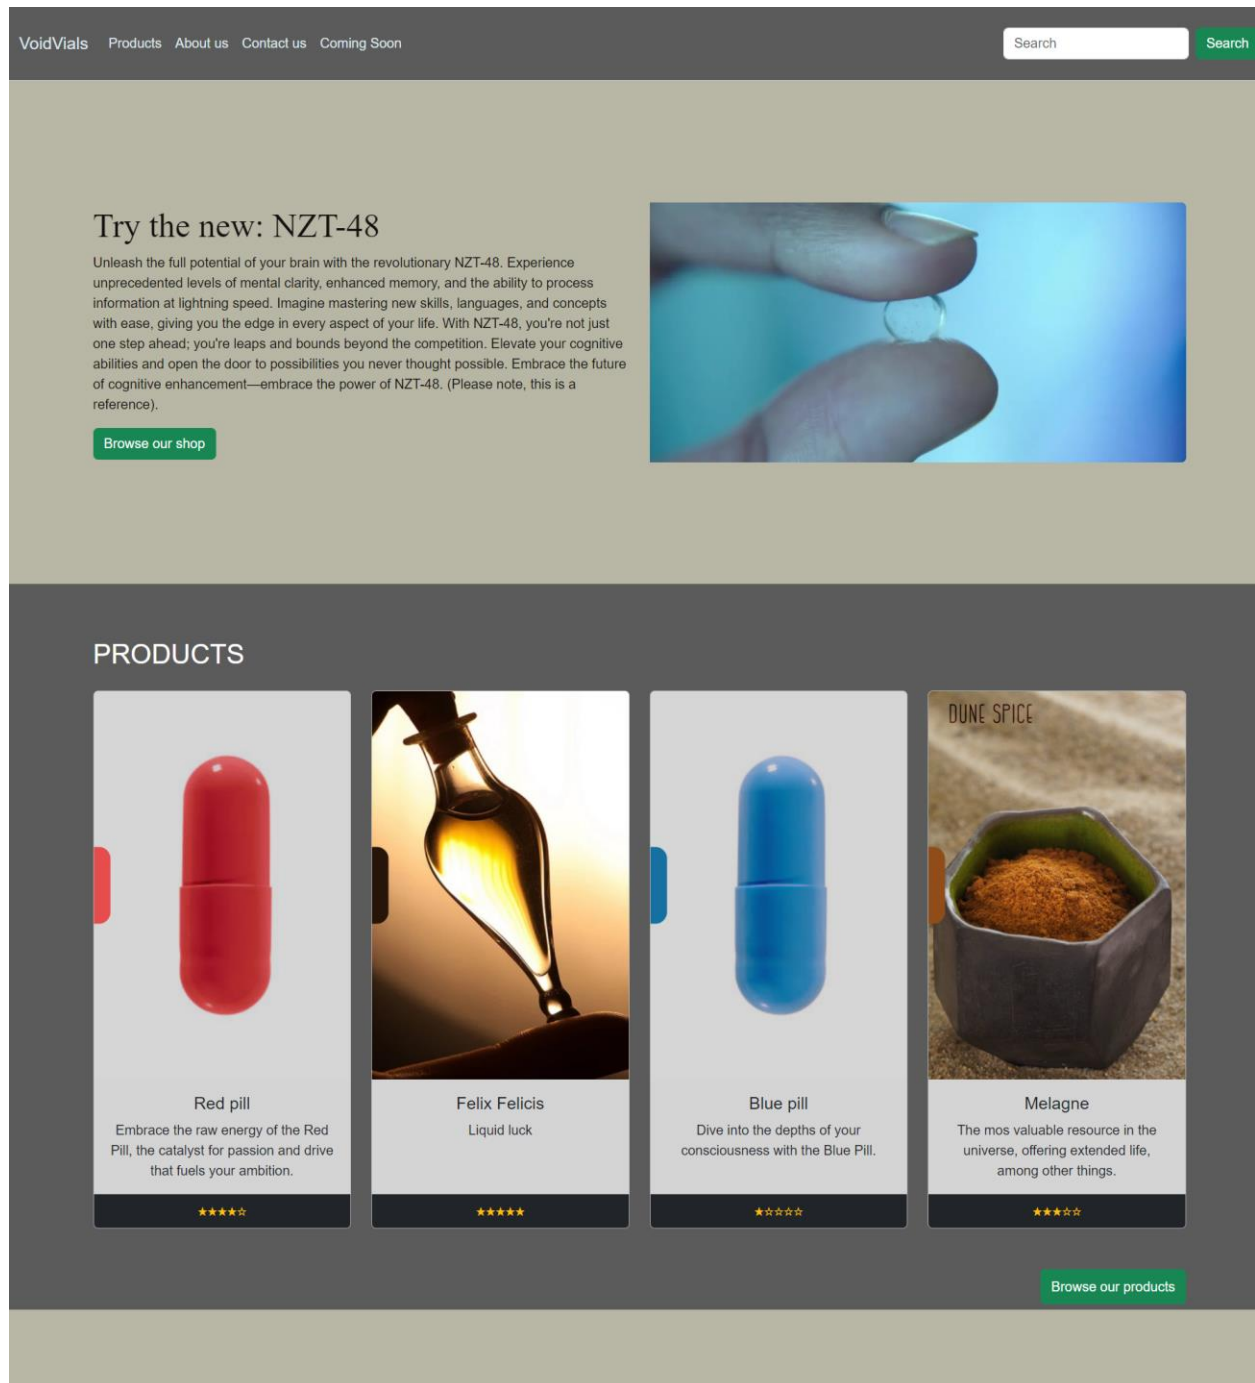 VoidVials Products About us Contact us Coming Soon Search Search
Try the new: NZT-48
Unleash the full potential of your brain with the revolutionary NZT-48. Experience
unprecedented levels of mental clarity, enhanced memory, and the ability to process
information at lightning speed. Imagine mastering new skills, languages, and concepts
with ease, giving you the edge in every aspect of your life. With NZT-48, you're not just
one step ahead; you're leaps and bounds beyond the competition. Elevate your cognitive
abilities and open the door to possibilities you never thought possible. Embrace the future
of cognitive enhancement—embrace the power of NZT-48. (Please note, this is a
reference).
Browse our shop
PRODUCTS
Red pill
Embrace the raw energy of the Red
Pill, the catalyst for passion and drive
that fuels your ambition.
★★★★☆
Felix Felicis
Liquid luck
★★★★★
Blue pill
Dive into the depths of your
consciousness with the Blue Pill.
★☆☆☆☆
DUNE SPICE
Melagne
The mos valuable resource in the
universe, offering extended life,
among other things.
★★★☆☆
Browse our products